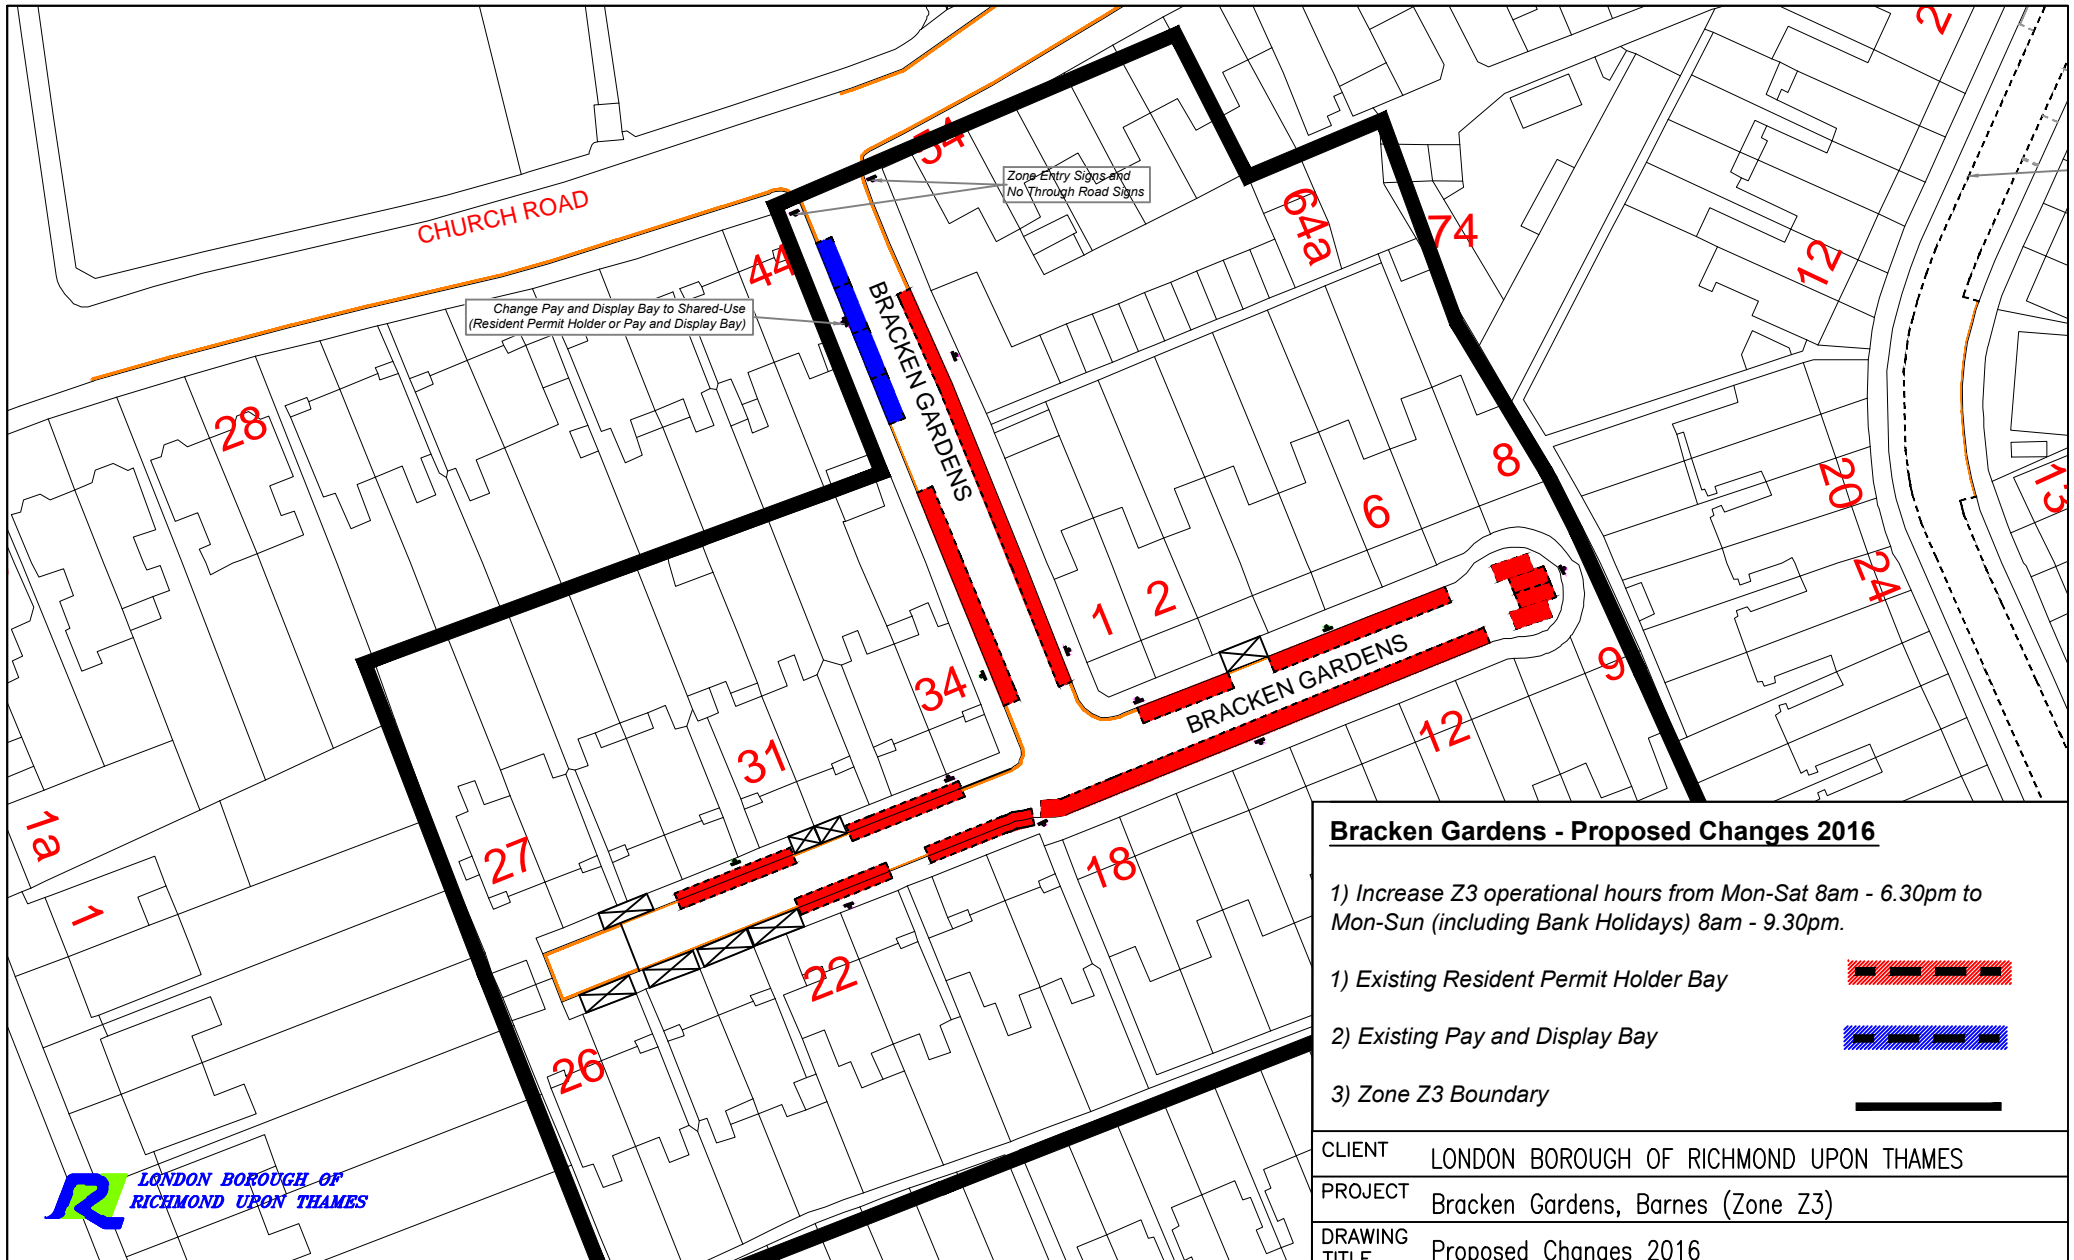 CHURCH ROAD
54
Zone Entry Signs and
No Through Road Signs
44
Change Pay and Display Bay to Shared-Use
(Resident Permit Holder or Pay and Display Bay)
BRACKEN GARDENS
64a
74
2
12
28
8
6
20
13
24
1
2
34
BRACKEN GARDENS
9
12
31
1a
27
18
1
22
26
Bracken Gardens - Proposed Changes 2016
1) Increase Z3 operational hours from Mon-Sat 8am - 6.30pm to
Mon-Sun (including Bank Holidays) 8am - 9.30pm.
1) Existing Resident Permit Holder Bay
2) Existing Pay and Display Bay
3) Zone Z3 Boundary
CLIENT LONDON BOROUGH OF RICHMOND UPON THAMES
PROJECT Bracken Gardens, Barnes (Zone Z3)
DRAWING
TITLE Proposed Changes 2016
LONDON BOROUGH OF
RICHMOND UPON THAMES